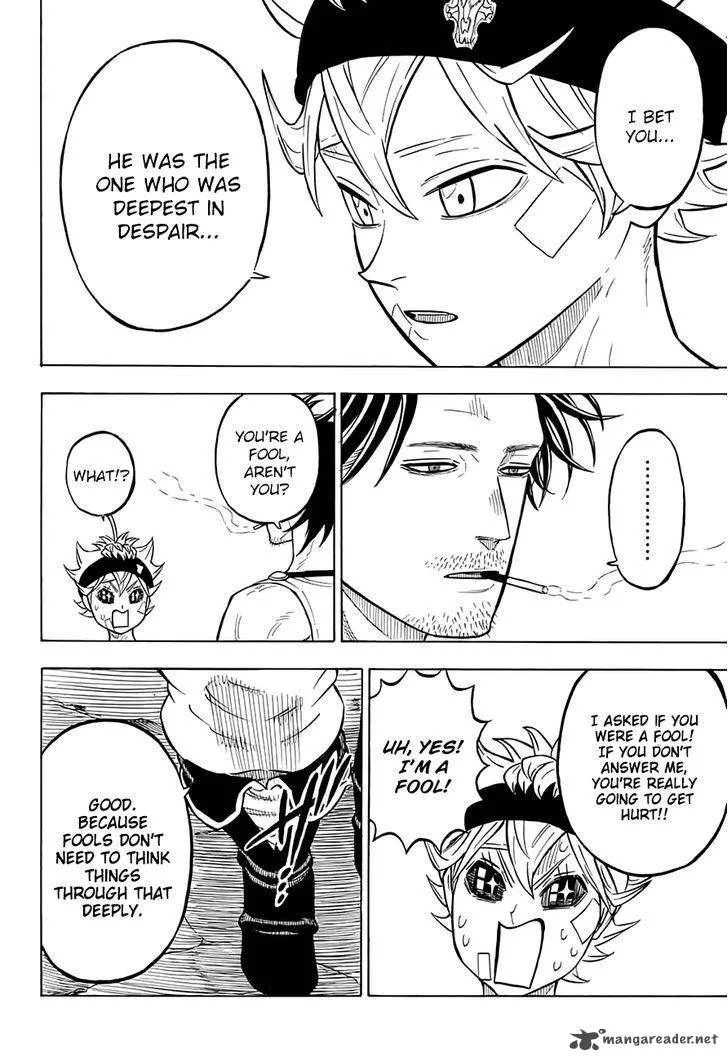 I BET
YOU...
HE WAS THE
ONE WHO WAS
DEEPEST IN
DESPAIR...
.........
YOU'RE A
FOOL,
AREN'T
YOU?
WHAT!?
I ASKED IF YOU
WERE A FOOL!
IF YOU DON'T
ANSWER ME,
YOU'RE REALLY
GOING TO GET
HURT!!
UH, YES!
I'M A
FOOL!
GOOD.
BECAUSE
FOOLS DON'T
NEED TO THINK
THINGS
THROUGH THAT
DEEPLY.
mangareader.net